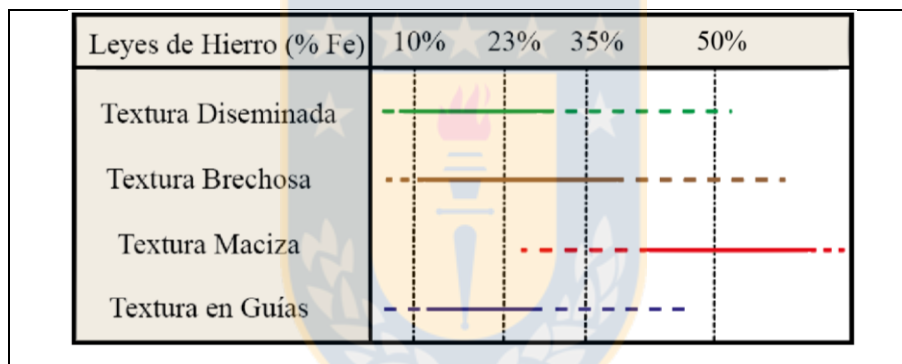 Leyes de Hierro (% Fe) 10% 23% 35% 50%
Textura Diseminada
Textura Brechosa
Textura Maciza
Textura en Guías